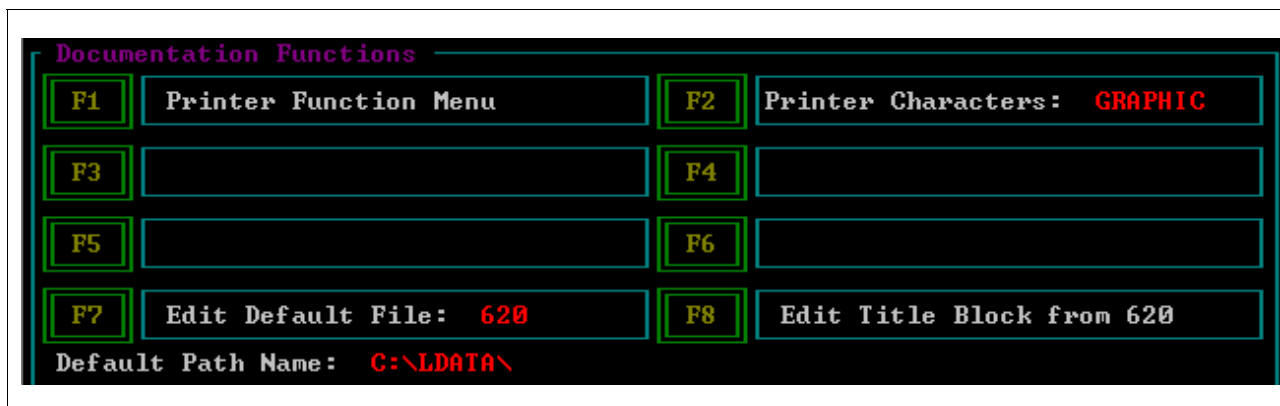 Documentation Functions
F1 Printer Function Menu F2 Printer Characters: GRAPHIC
F3 F4
F5 F6
F7 Edit Default File: 620 F8 Edit Title Block from 620
Default Path Name: C:\LDATA\